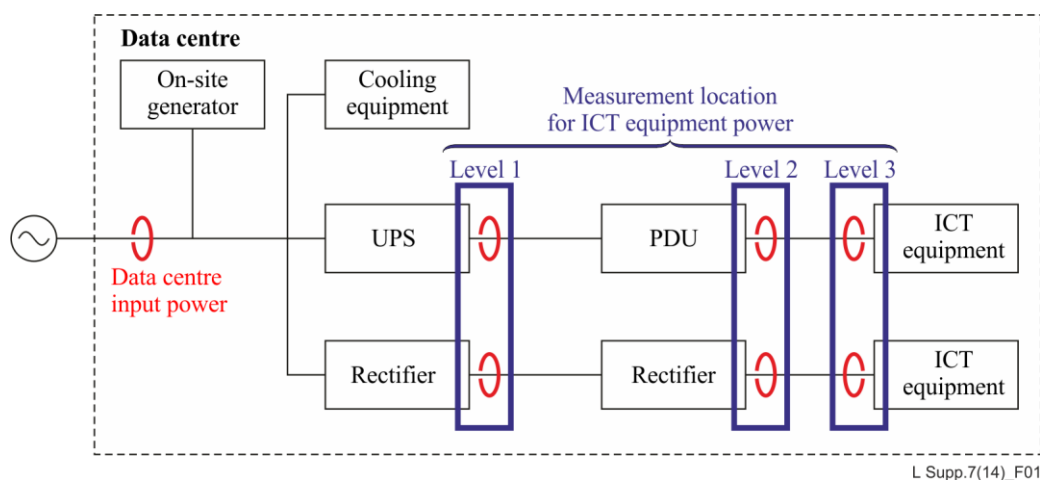 Data centre
On-site
generator
Cooling
equipment
Measurement location
for ICT equipment power
Level 1
Level 2
Level 3
UPS
PDU
ICT
equipment
Data centre
input power
Rectifier
Rectifier
ICT
equipment
L Supp.7(14)_F01